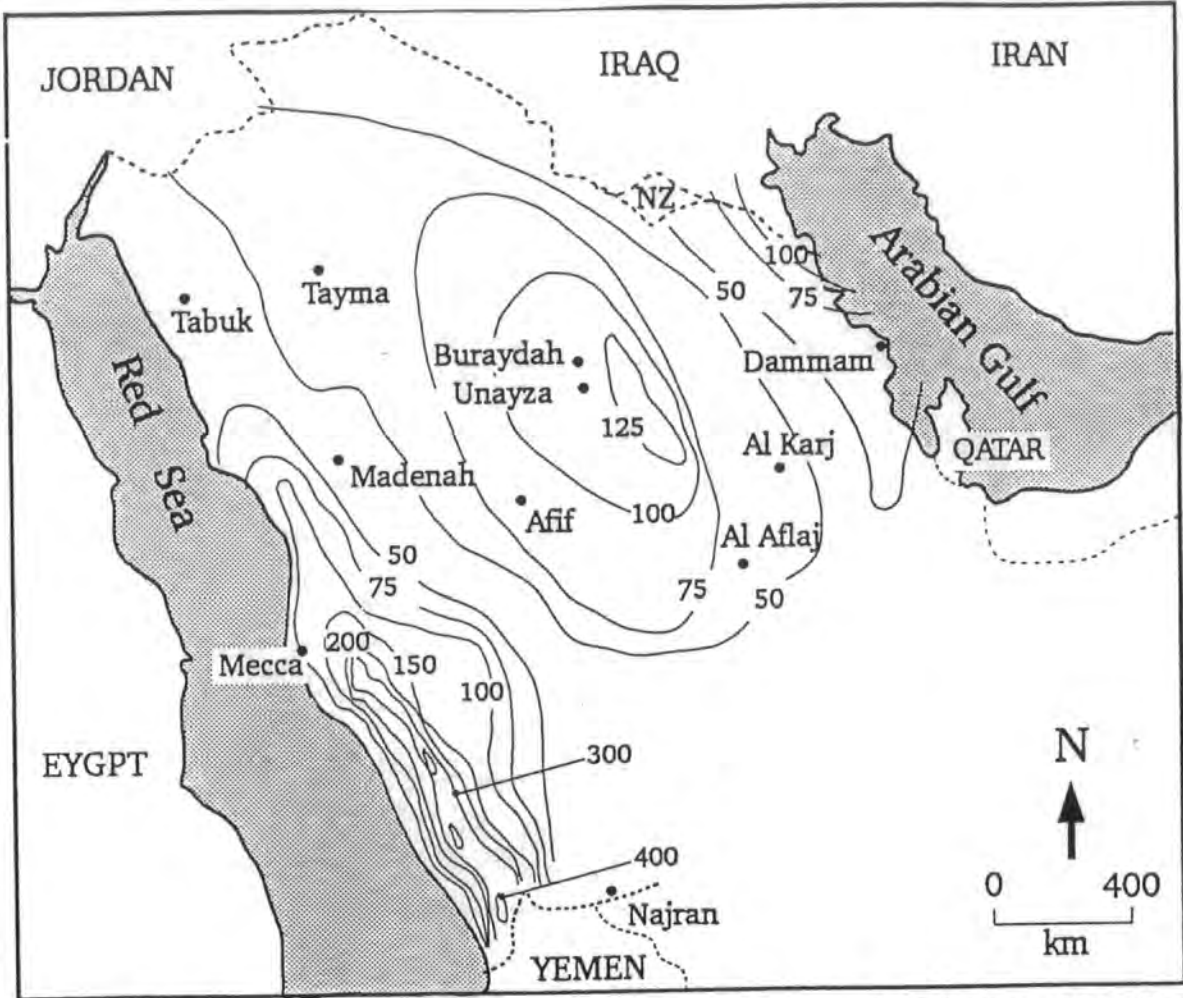 JORDAN
IRAQ
IRAN
NZ
Tayma
Tabuk
100
50
75
Arabian Gulf
Red Sea
Buraydah
Unayza
Dammam
125
Al Karj
QATAR
Madenah
Afif
100
Al Aflaj
50
75
75
50
Mecca
200
150
100
N
EYGPT
300
400
0 400
km
Najran
YEMEN